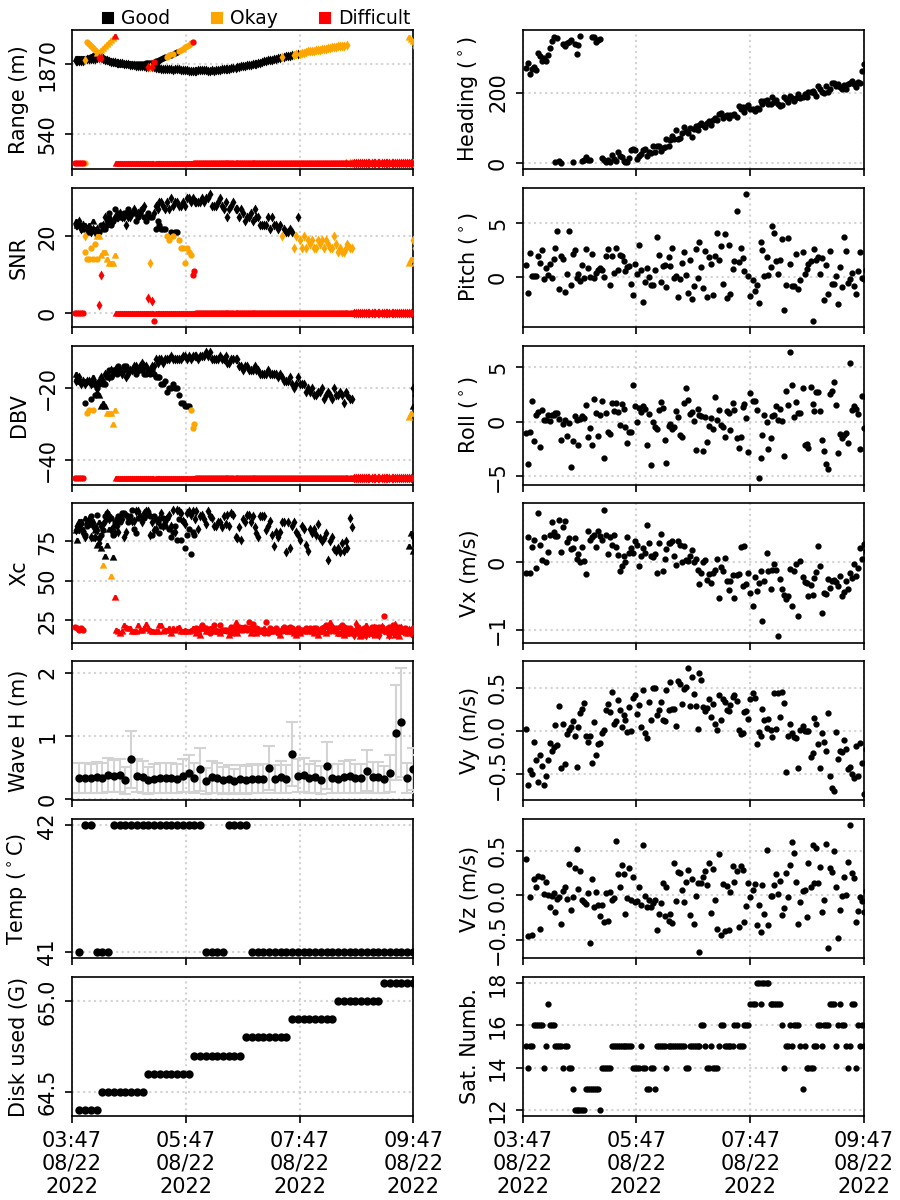 Good Okay Difficult
Range (m)
1870
540
Heading (°)
200
0
SNR
20
0
Pitch (°)
5
0
DBV
−20
−40
Roll (°)
5
0
−5
Xc
75
50
25
Vx (m/s)
0
−1
Wave H (m)
2
1
0
Vy (m/s)
0.5
0.0
−0.5
Temp (°C)
42
41
Vz (m/s)
0.5
0.0
−0.5
Disk used (G)
65.0
64.5
Sat. Numb.
18
16
14
12
03:47 05:47 07:47 09:47 03:47 05:47 07:47 09:47
08/22 08/22 08/22 08/22 08/22 08/22 08/22 08/22
2022 2022 2022 2022 2022 2022 2022 2022